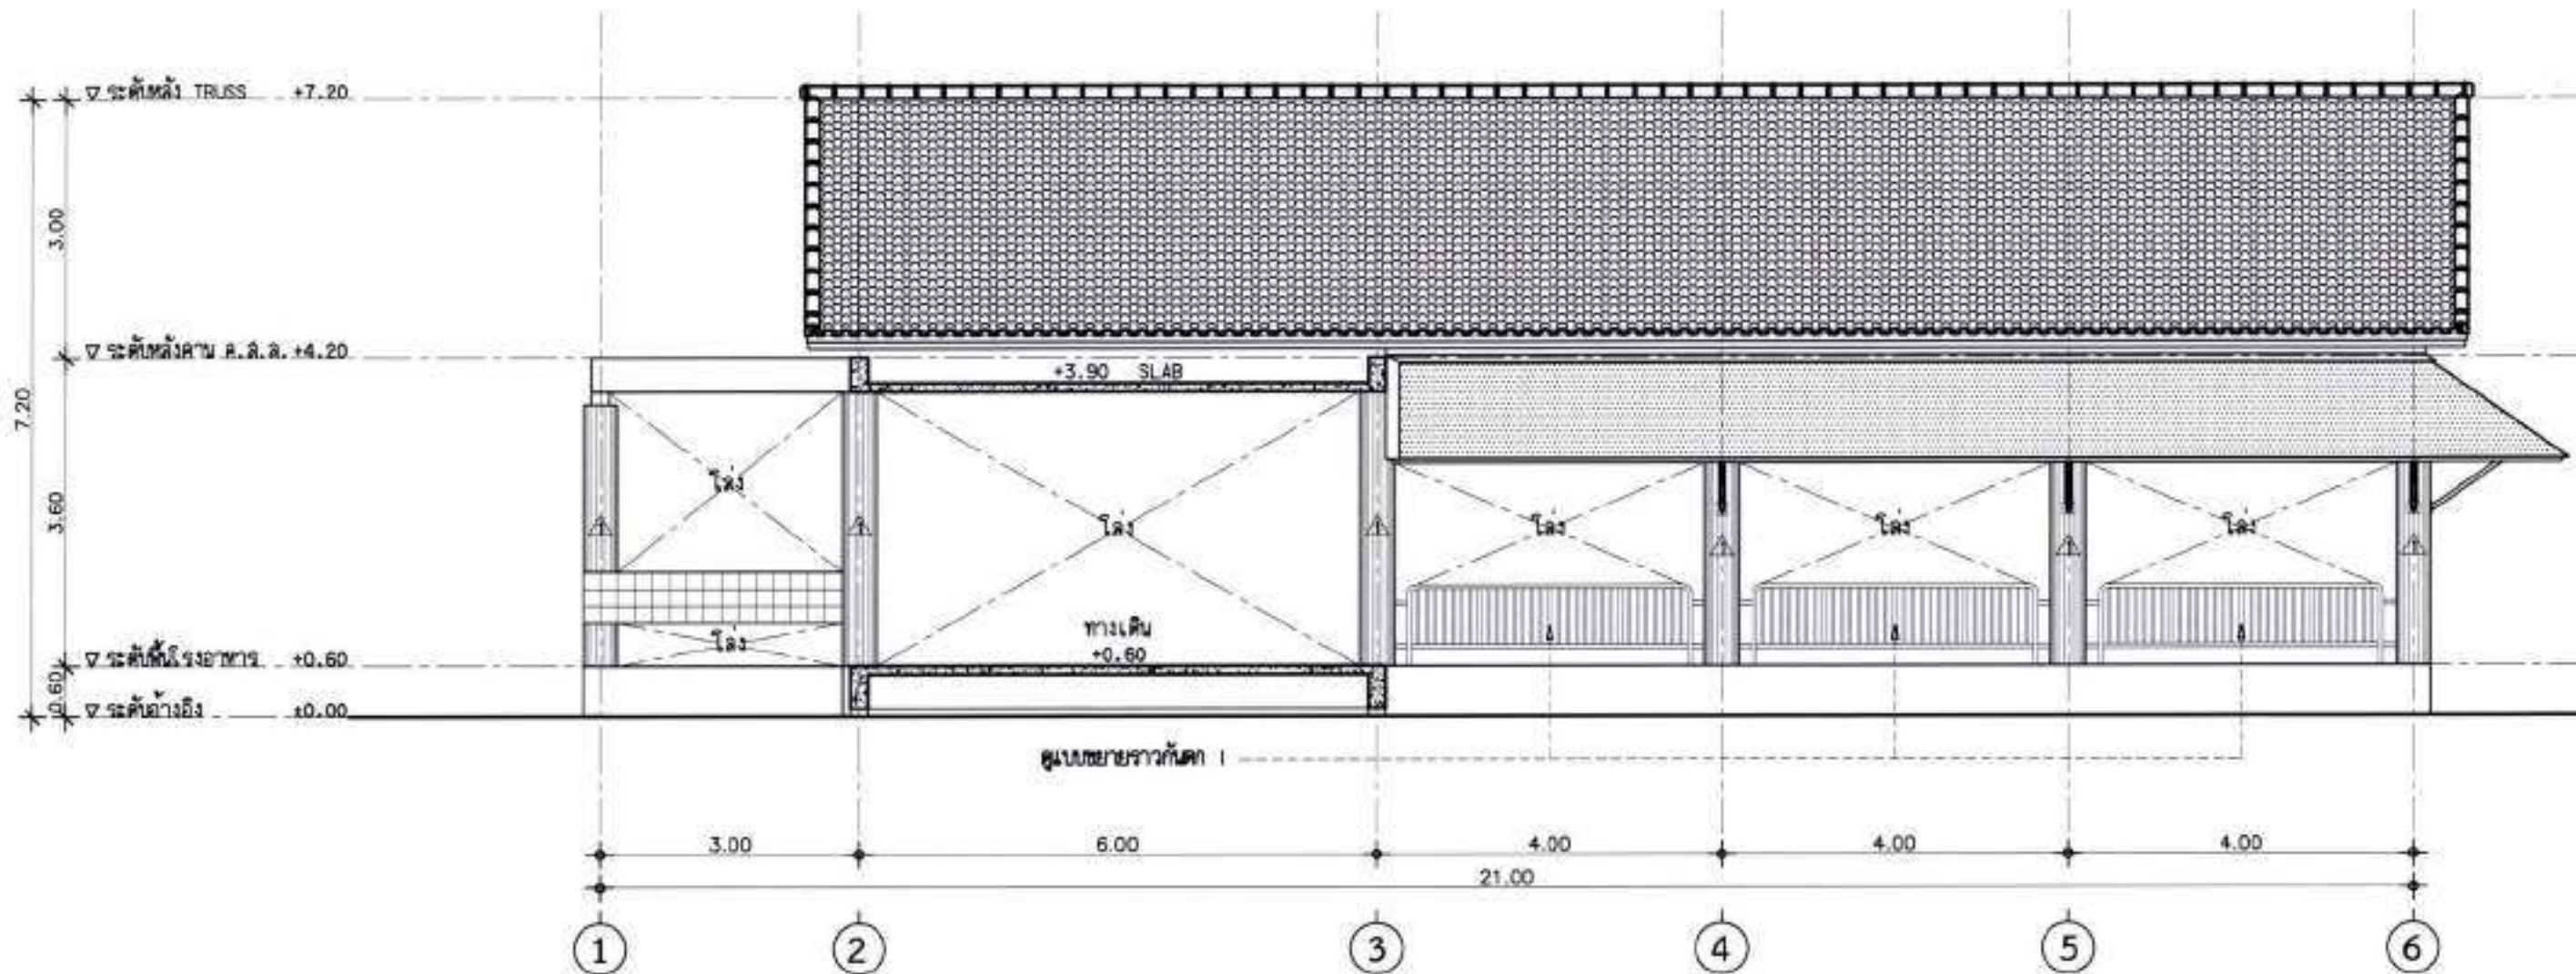 ▽ ระดับหลัง TRUSS +7.20
3.00
▽ ระดับหลังคาน ค.ส.ล. +4.20
+3.90 SLAB
7.20
โล่ง
3.60
โล่ง
โล่ง
โล่ง
โล่ง
ทางเดิน
+0.60
โล่ง
▽ ระดับพื้นโรงอาหาร +0.60
0.60
▽ ระดับอ้างอิง ±0.00
ดูแบบขยายราวกันตก 1
3.00 6.00 4.00 4.00 4.00
21.00
1 2 3 4 5 6